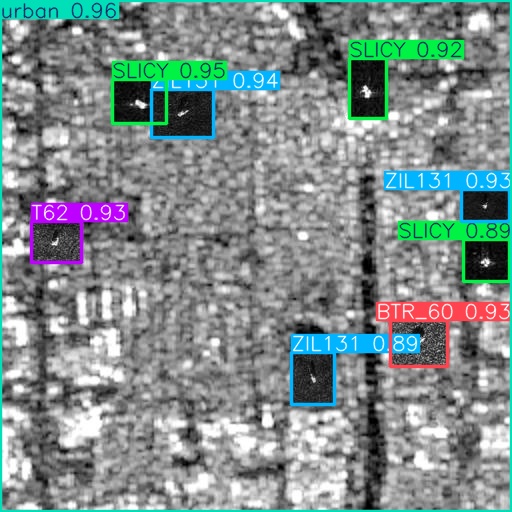 urban 0.96
SLICY 0.92
SLICY 0.95
ZIL131 0.94
ZIL131 0.93
T62 0.93
SLICY 0.89
BTR_60 0.93
ZIL131 0.89